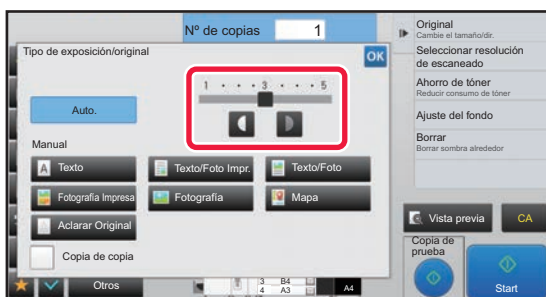 Nº de copias 1
Tipo de exposición/original
OK
1 · · · 3 · · · 5
Auto.
Manual
Texto
Texto/Foto Impr.
Texto/Foto
Fotografía Impresa
Fotografía
Mapa
Aclarar Original
Copia de copia
Otros
3 B4
4 A3
A4
Original
Cambie el tamaño/dir.
Seleccionar resolución
de escaneado
Ahorro de tóner
Reducir consumo de tóner
Ajuste del fondo
Borrar
Borrar sombra alrededor
Vista previa
CA
Copia de
prueba
Start